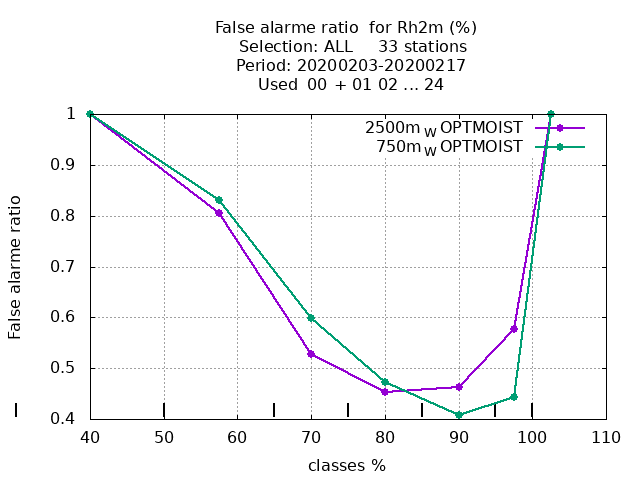 False alarme ratio  for Rh2m (%)
Selection: ALL     33 stations
Period: 20200203-20200217
Used  00  + 01 02 ... 24
2500m W OPTMOIST
750m W OPTMOIST
1
0.9
0.8
0.7
0.6
0.5
0.4
False alarme ratio
40 50 60 70 80 90 100 110
classes %